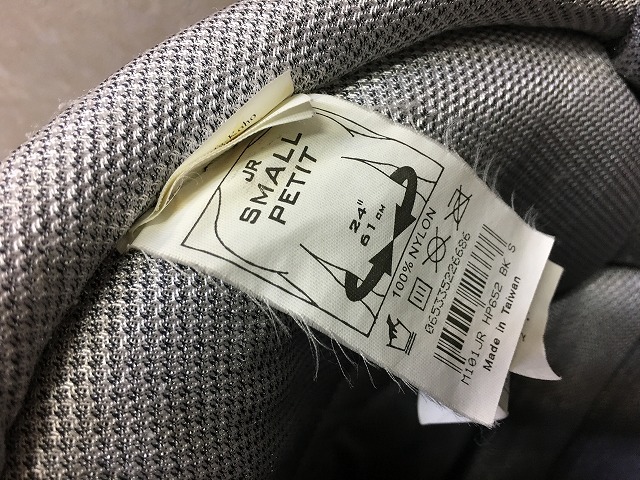 JR
SMALL
PETIT
24"
61 CM
100% NYLON
065335226686
M101JR HP652 BK S
Made in Taiwan